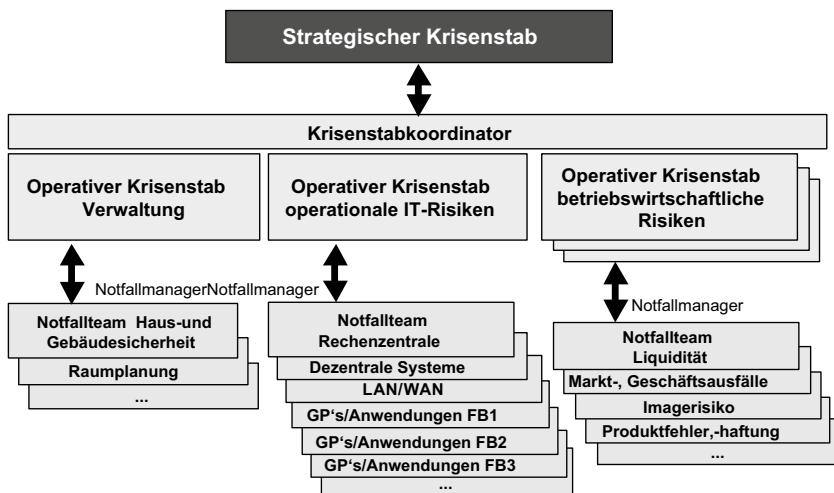 Strategischer Krisenstab
Krisenstabkoordinator
Operativer Krisenstab
Verwaltung
Operativer Krisenstab
operationale IT-Risiken
Operativer Krisenstab
betriebswirtschaftliche
Risiken
NotfallmanagerNotfallmanager
Notfallmanager
Notfallteam Haus-und
Gebäudesicherheit
Raumplanung
...
Notfallteam
Rechenzentrale
Dezentrale Systeme
LAN/WAN
GP‘s/Anwendungen FB1
GP‘s/Anwendungen FB2
GP‘s/Anwendungen FB3
...
Notfallteam
Liquidität
Markt-, Geschäftsausfälle
Imagerisiko
Produktfehler,-haftung
...